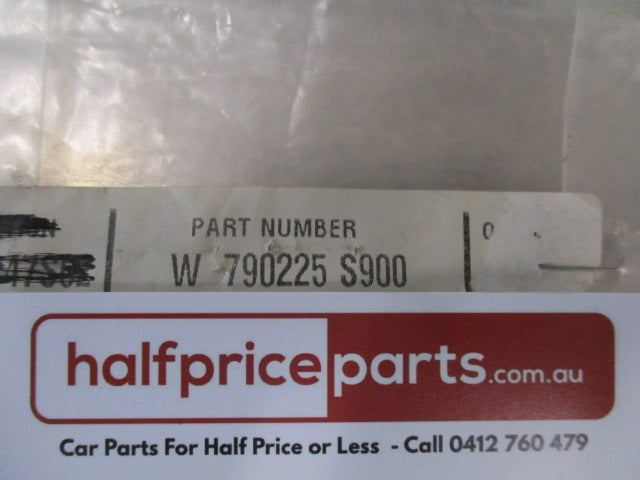 PART NUMBER
W 790225 S900
halfpriceparts.com.au
Car Parts For Half Price or Less - Call 0412 760 479